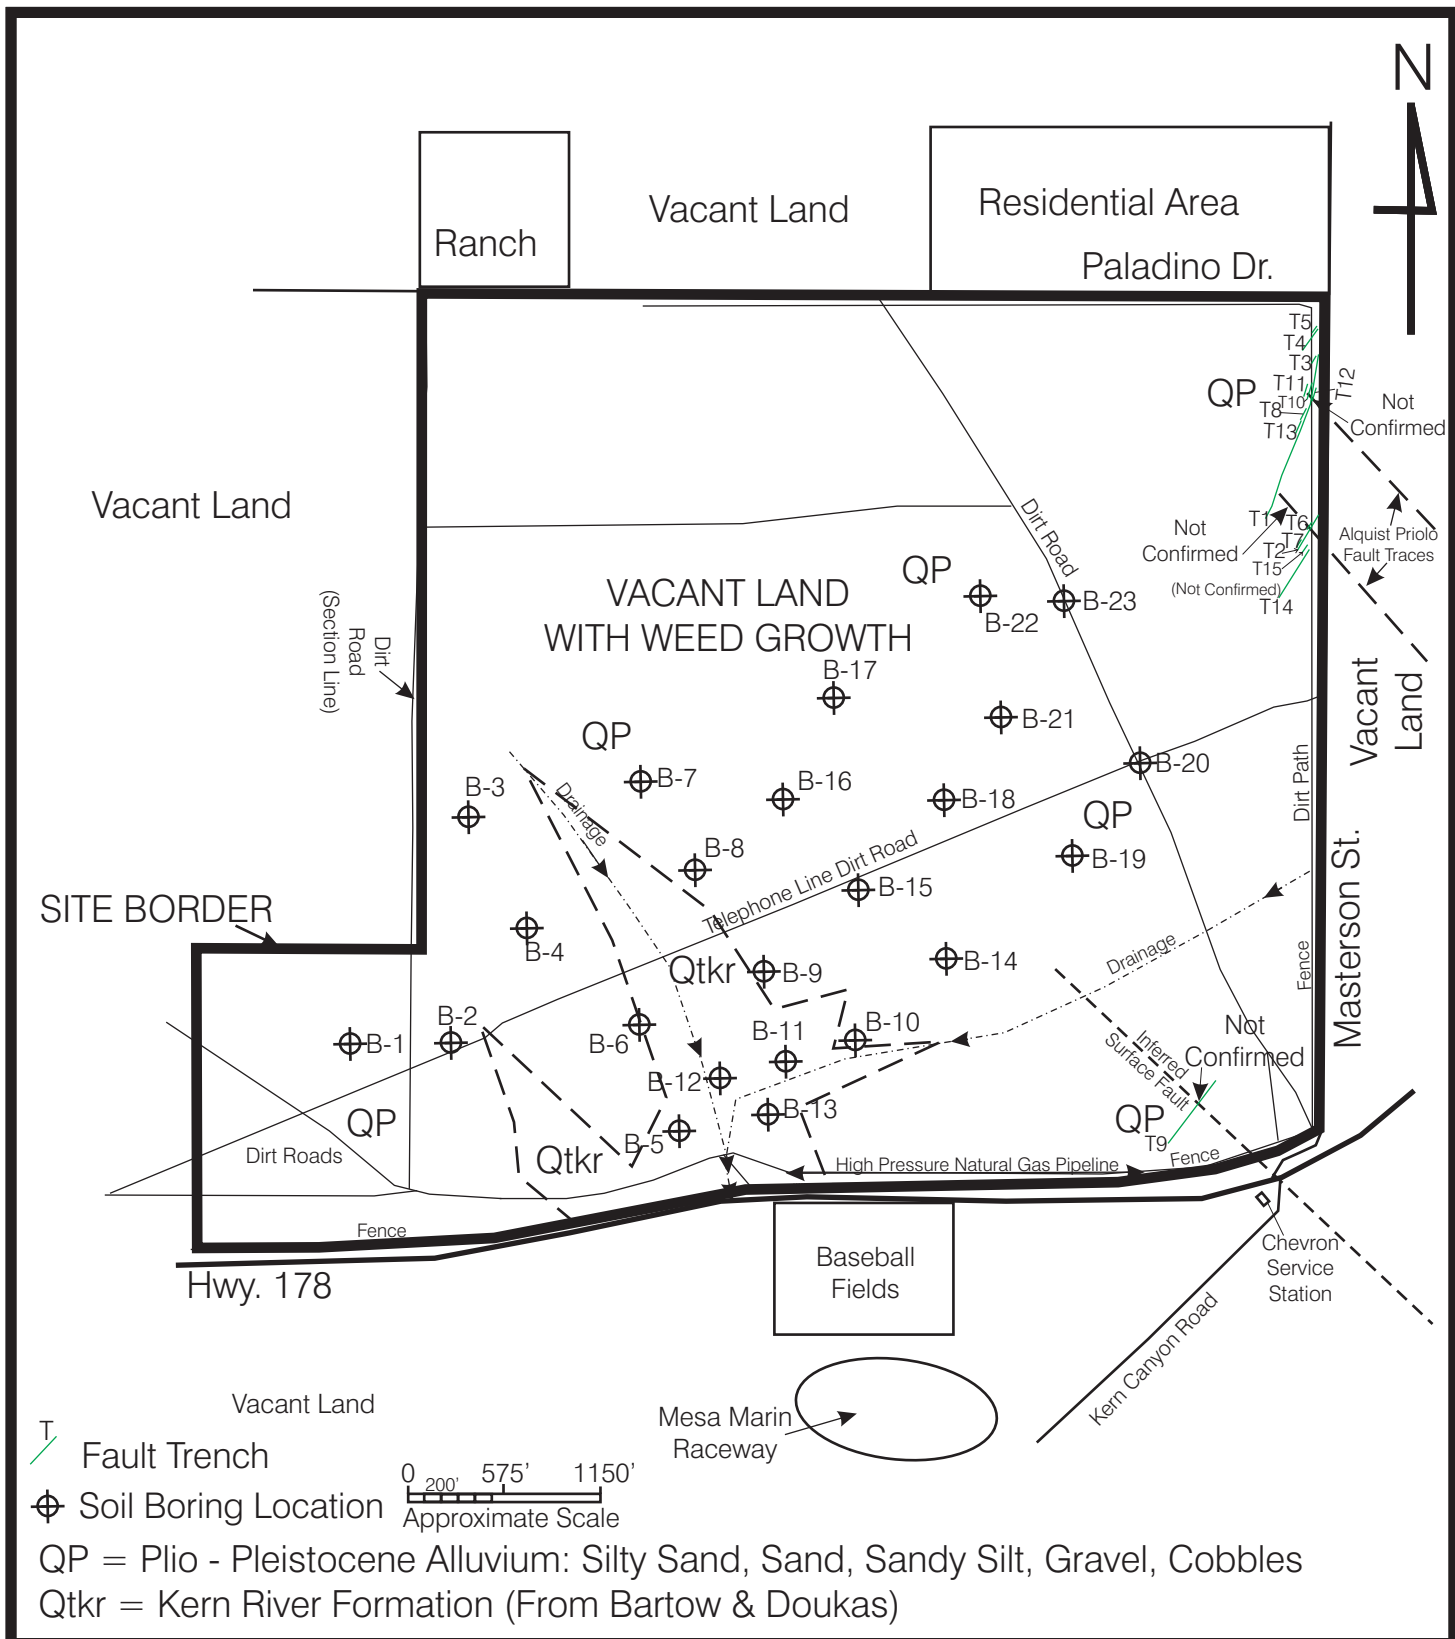 N
Ranch
Vacant Land
Residential Area
Paladino Dr.
T5
T4
T3
T11
T12
T10
T8
T13
QP
Not
Confirmed
Vacant Land
Dirt Road
T1
T6
T7
T2
T15
(Not Confirmed)
T14
Not
Confirmed
Alquist Priolo
Fault Traces
QP
VACANT LAND
WITH WEED GROWTH
B-22
B-23
Dirt
Road
(Section Line)
B-17
B-21
Vacant
Land
QP
B-7
B-16
B-18
B-20
B-3
Drainage
QP
Dirt Path
B-8
B-19
Telephone Line Dirt Road
B-15
Masterson St.
SITE BORDER
B-4
Qtkr
B-9
B-14
Drainage
Fence
B-1
B-2
B-6
B-11
B-10
Inferred
Surface Fault
Not
Confirmed
B-12
B-13
QP
B-5
QP
T9
Dirt Roads
Qtkr
High Pressure Natural Gas Pipeline
Fence
Fence
Hwy. 178
Baseball
Fields
Chevron
Service
Station
Kern Canyon Road
Vacant Land
Mesa Marin
Raceway
T
Fault Trench
0 200' 575' 1150'
Soil Boring Location
Approximate Scale
QP = Plio - Pleistocene Alluvium: Silty Sand, Sand, Sandy Silt, Gravel, Cobbles
Qtkr = Kern River Formation (From Bartow & Doukas)